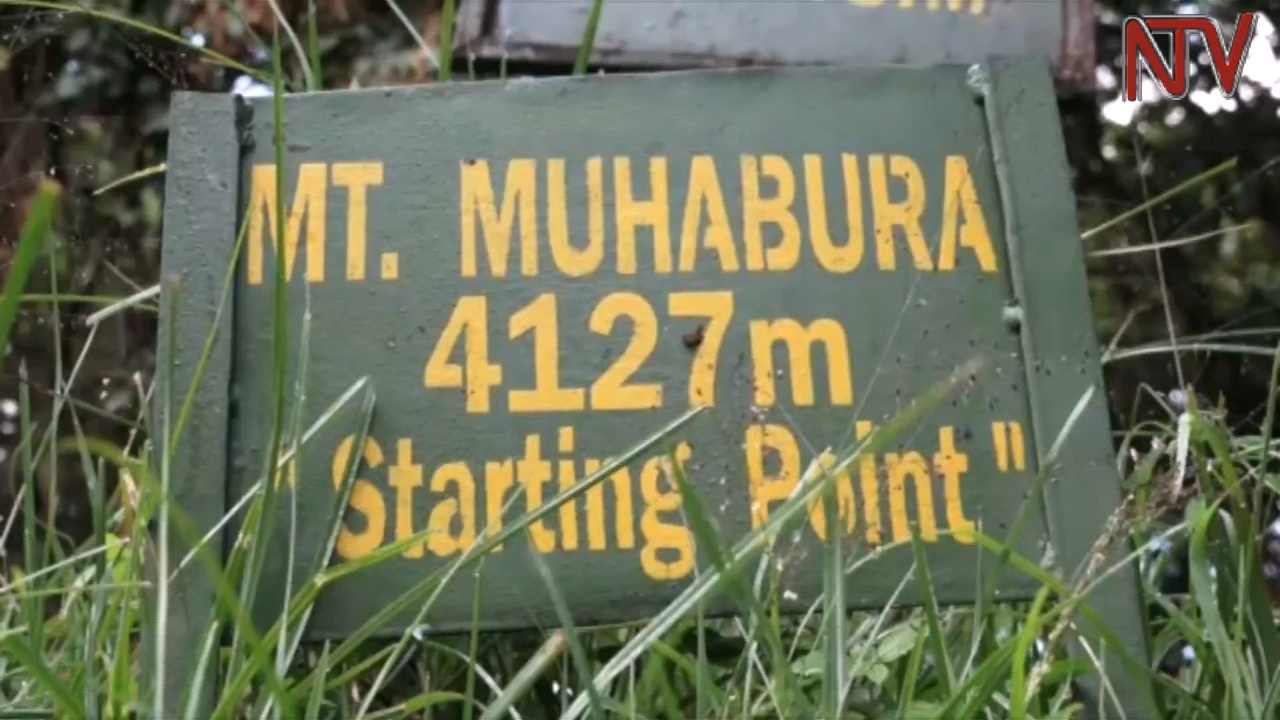 NTV
MT. MUHABURA
4127m
" Starting Point "